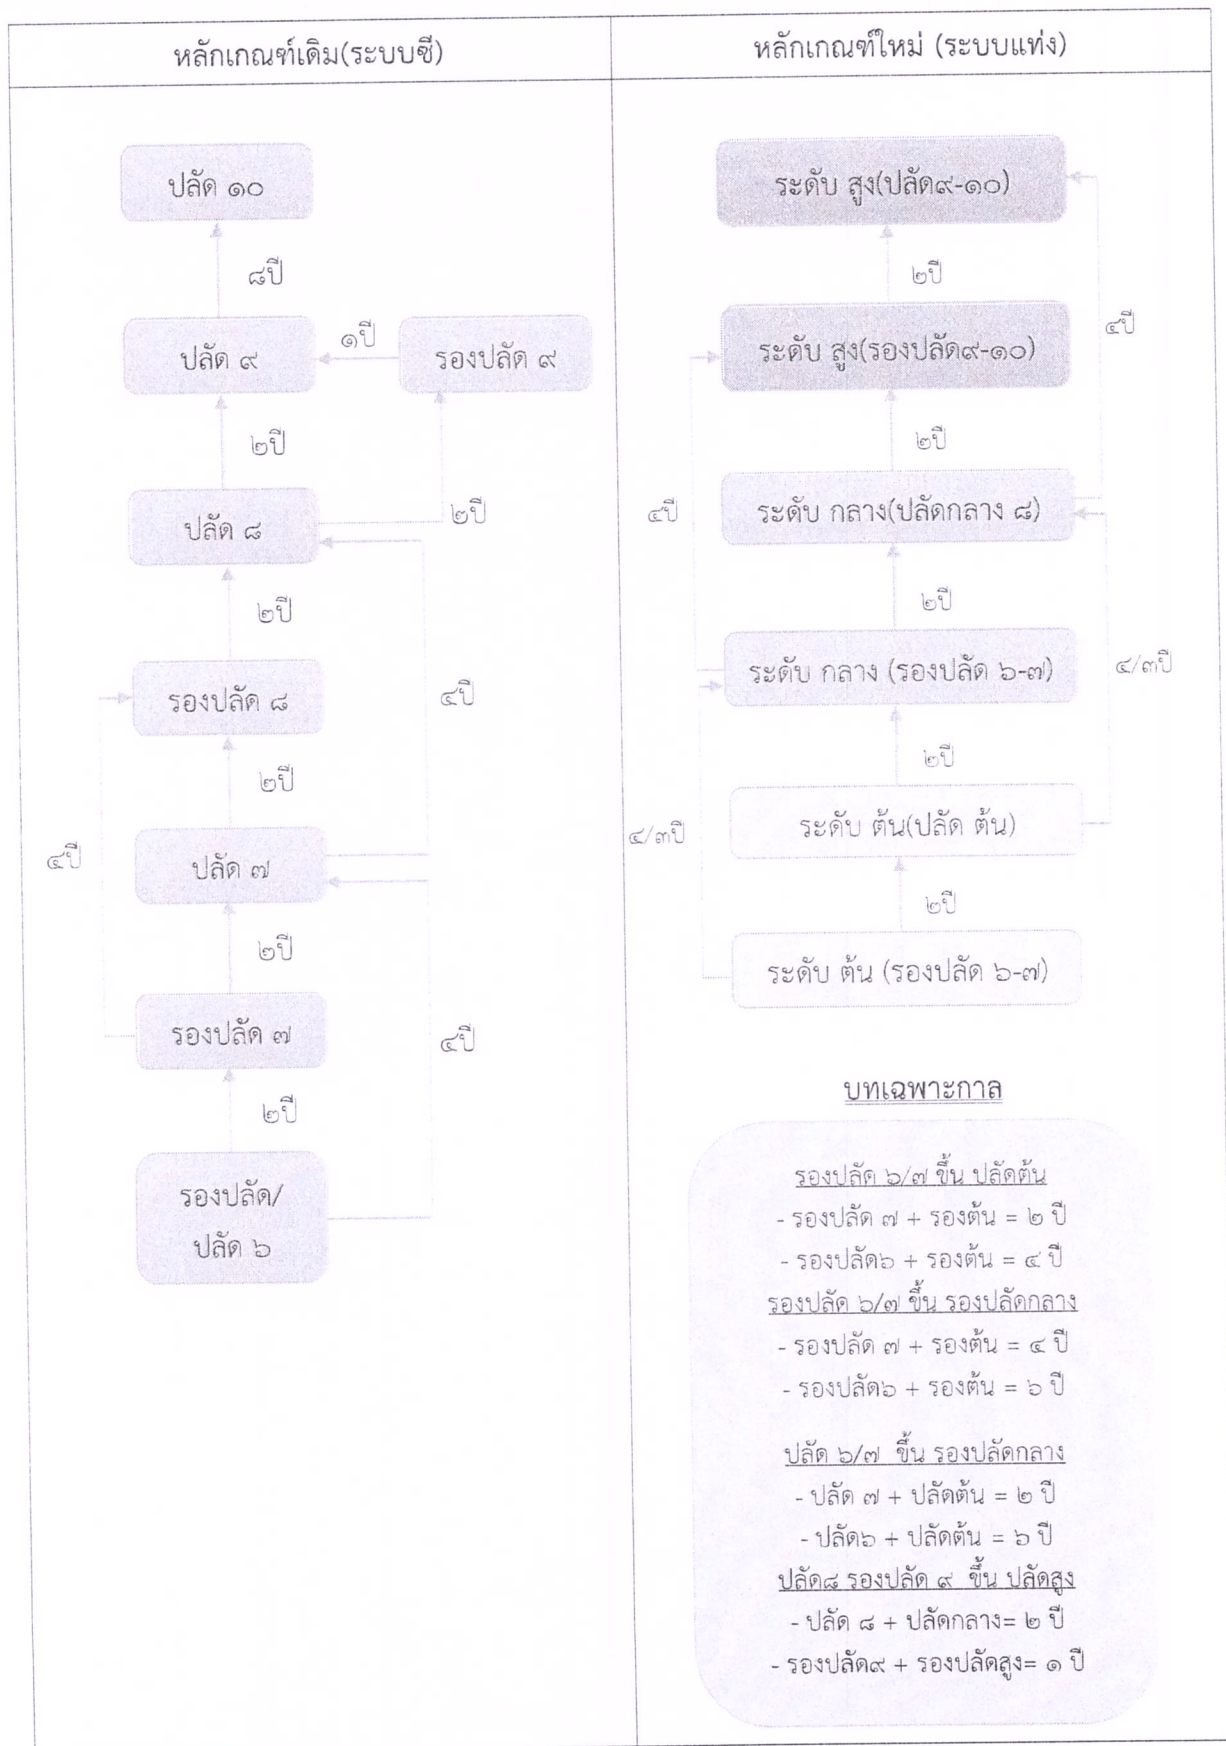 หลักเกณฑ์เดิม(ระบบซี)
ปลัด ๑๐
๘ปี
ปลัด ๙
๑ปี
รองปลัด ๙
๒ปี
ปลัด ๘
๒ปี
๒ปี
รองปลัด ๘
๔ปี
๒ปี
๔ปี
ปลัด ๗
๒ปี
รองปลัด ๗
๔ปี
๒ปี
รองปลัด/
ปลัด ๖
หลักเกณฑ์ใหม่ (ระบบแท่ง)
ระดับ สูง(ปลัด๙-๑๐)
๒ปี
๔ปี
ระดับ สูง(รองปลัด๙-๑๐)
๒ปี
๔ปี
ระดับ กลาง(ปลัดกลาง ๘)
๒ปี
ระดับ กลาง (รองปลัด ๖-๗)
๔/๓ปี
๒ปี
ระดับ ต้น(ปลัด ต้น)
๔/๓ปี
๒ปี
ระดับ ต้น (รองปลัด ๖-๗)
บทเฉพาะกาล
รองปลัด ๖/๗ ขึ้น ปลัดต้น
- รองปลัด ๗ + รองต้น = ๒ ปี
- รองปลัด๖ + รองต้น = ๔ ปี
รองปลัด ๖/๗ ขึ้น รองปลัดกลาง
- รองปลัด ๗ + รองต้น = ๔ ปี
- รองปลัด๖ + รองต้น = ๖ ปี
ปลัด ๖/๗ ขึ้น รองปลัดกลาง
- ปลัด ๗ + ปลัดต้น = ๒ ปี
- ปลัด๖ + ปลัดต้น = ๖ ปี
ปลัด๘ รองปลัด ๙ ขึ้น ปลัดสูง
- ปลัด ๘ + ปลัดกลาง= ๒ ปี
- รองปลัด๙ + รองปลัดสูง= ๑ ปี